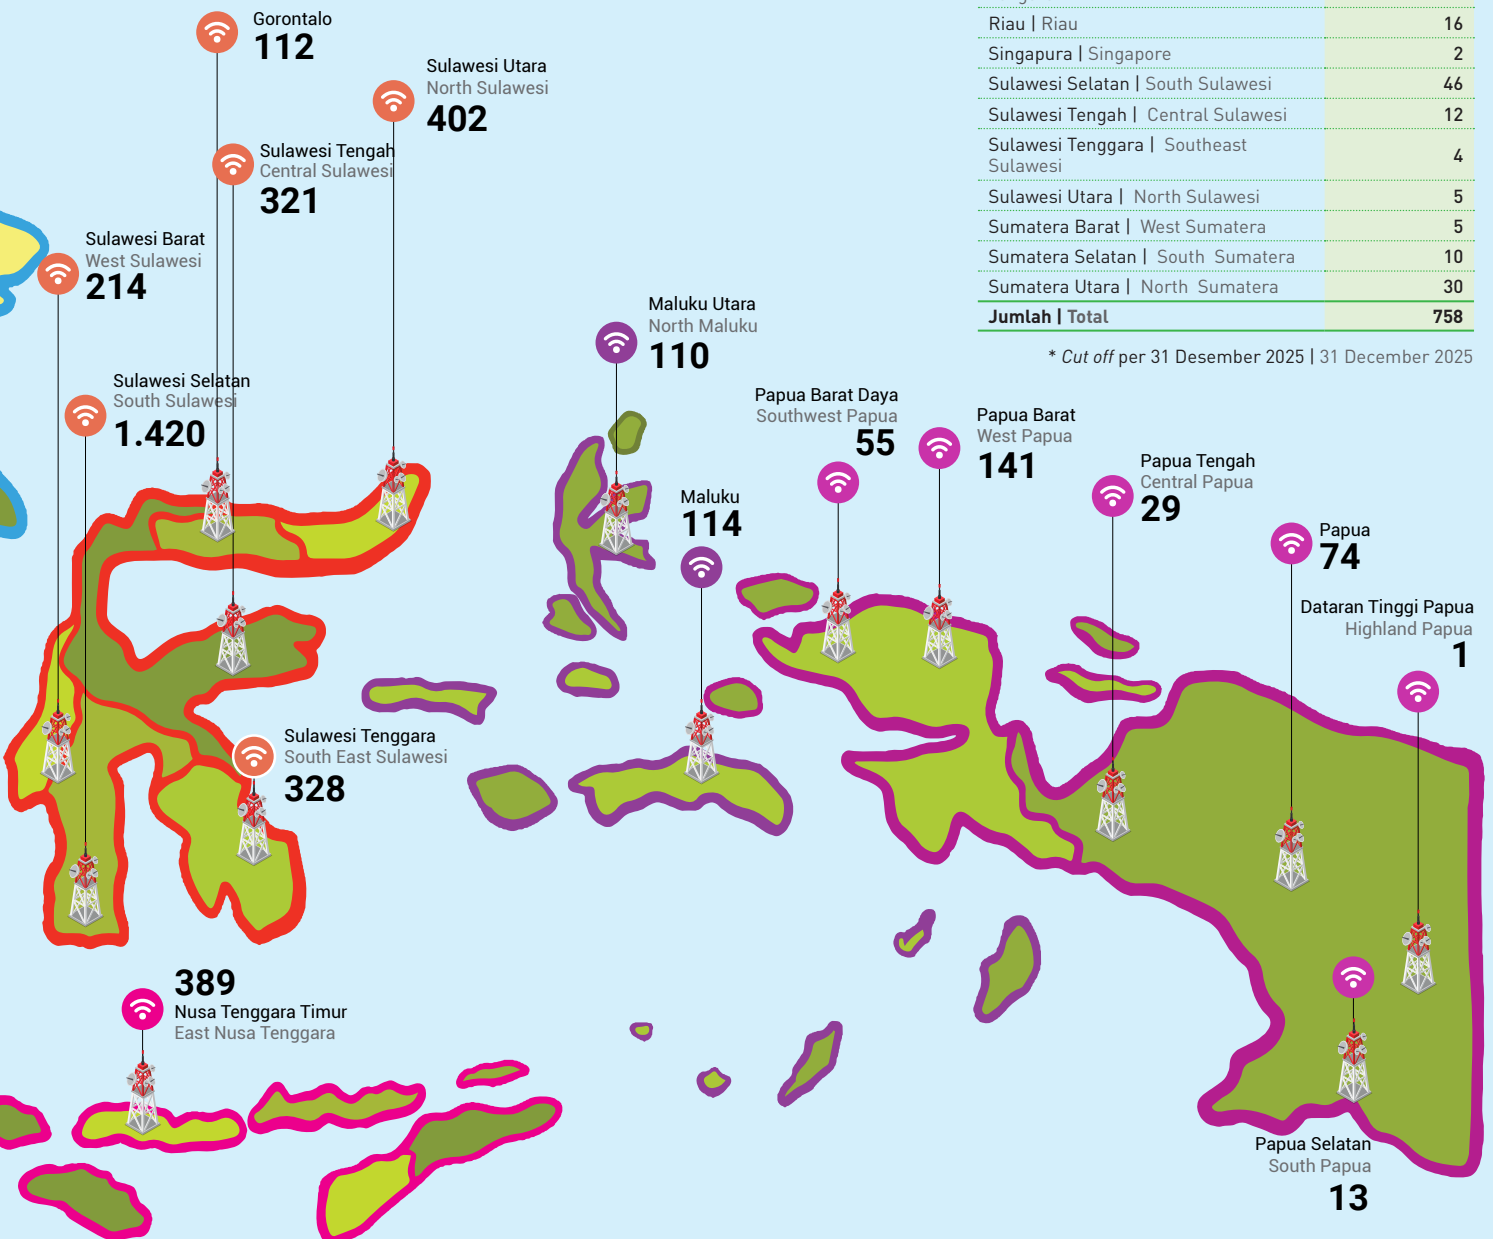 Gorontalo
112
Sulawesi Utara
North Sulawesi
402
Sulawesi Tengah
Central Sulawesi
321
Sulawesi Barat
West Sulawesi
214
Sulawesi Selatan
South Sulawesi
1.420
Sulawesi Tenggara
South East Sulawesi
328
389
Nusa Tenggara Timur
East Nusa Tenggara
Maluku Utara
North Maluku
110
Maluku
114
Papua Barat Daya
Southwest Papua
55
Papua Barat
West Papua
141
Papua Tengah
Central Papua
29
Papua
74
Dataran Tinggi Papua
Highland Papua
1
Papua Selatan
South Papua
13
Riau | Riau 16
Singapura | Singapore 2
Sulawesi Selatan | South Sulawesi 46
Sulawesi Tengah | Central Sulawesi 12
Sulawesi Tenggara | Southeast
Sulawesi 4
Sulawesi Utara | North Sulawesi 5
Sumatera Barat | West Sumatera 5
Sumatera Selatan | South Sumatera 10
Sumatera Utara | North Sumatera 30
Jumlah | Total 758
* Cut off per 31 Desember 2025 | 31 December 2025